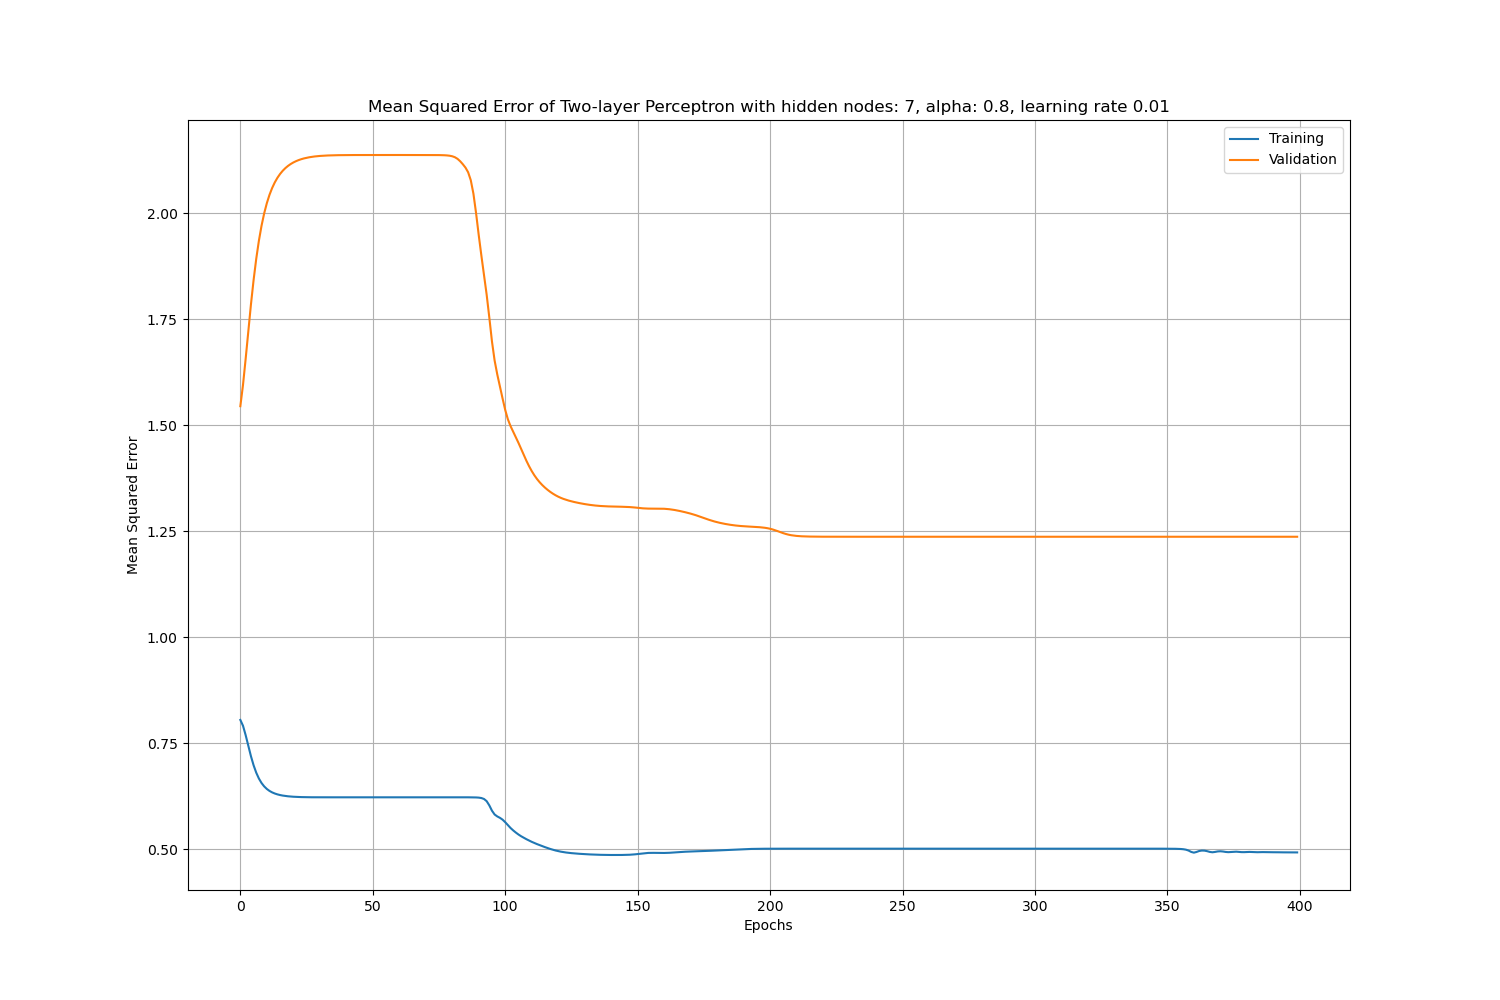 Mean Squared Error of Two-layer Perceptron with hidden nodes: 7, alpha: 0.8, learning rate 0.01
Training
Validation
Mean Squared Error
2.00
1.75
1.50
1.25
1.00
0.75
0.50
0 50 100 150 200 250 300 350 400
Epochs